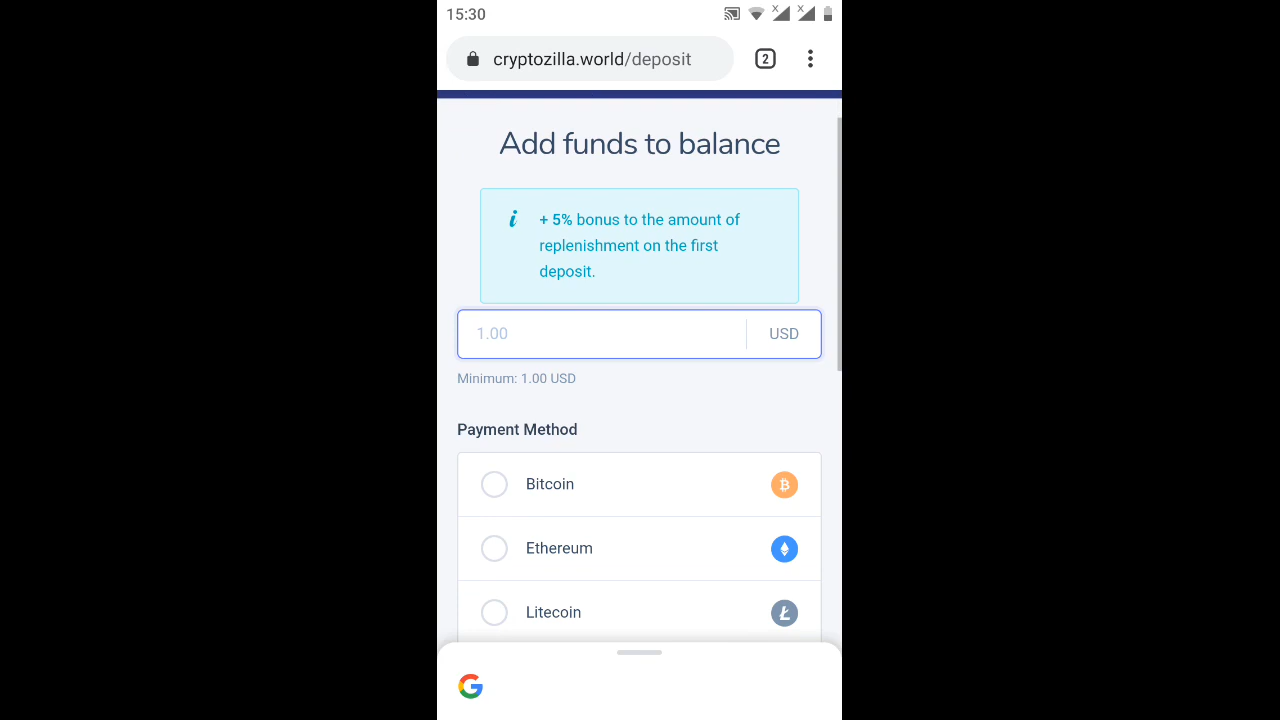 15:30
cryptozilla.world/deposit
2
Add funds to balance
i
+ 5% bonus to the amount of
replenishment on the first
deposit.
1.00 USD
Minimum: 1.00 USD
Payment Method
Bitcoin
Ethereum
Litecoin
G